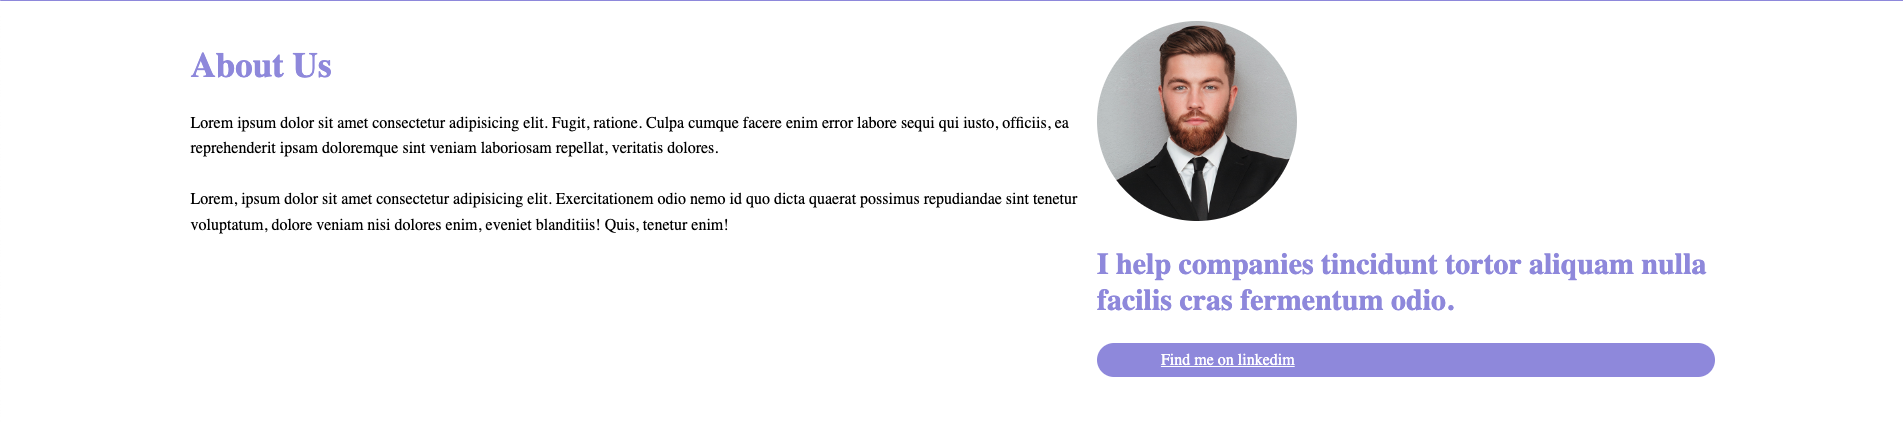 About Us
Lorem ipsum dolor sit amet consectetur adipisicing elit. Fugit, ratione. Culpa cumque facere enim error labore sequi qui iusto, officiis, ea
reprehenderit ipsam doloremque sint veniam laboriosam repellat, veritatis dolores.
Lorem, ipsum dolor sit amet consectetur adipisicing elit. Exercitationem odio nemo id quo dicta quaerat possimus repudiandae sint tenetur
voluptatum, dolore veniam nisi dolores enim, eveniet blanditiis! Quis, tenetur enim!
I help companies tincidunt tortor aliquam nulla
facilis cras fermentum odio.
Find me on linkedim